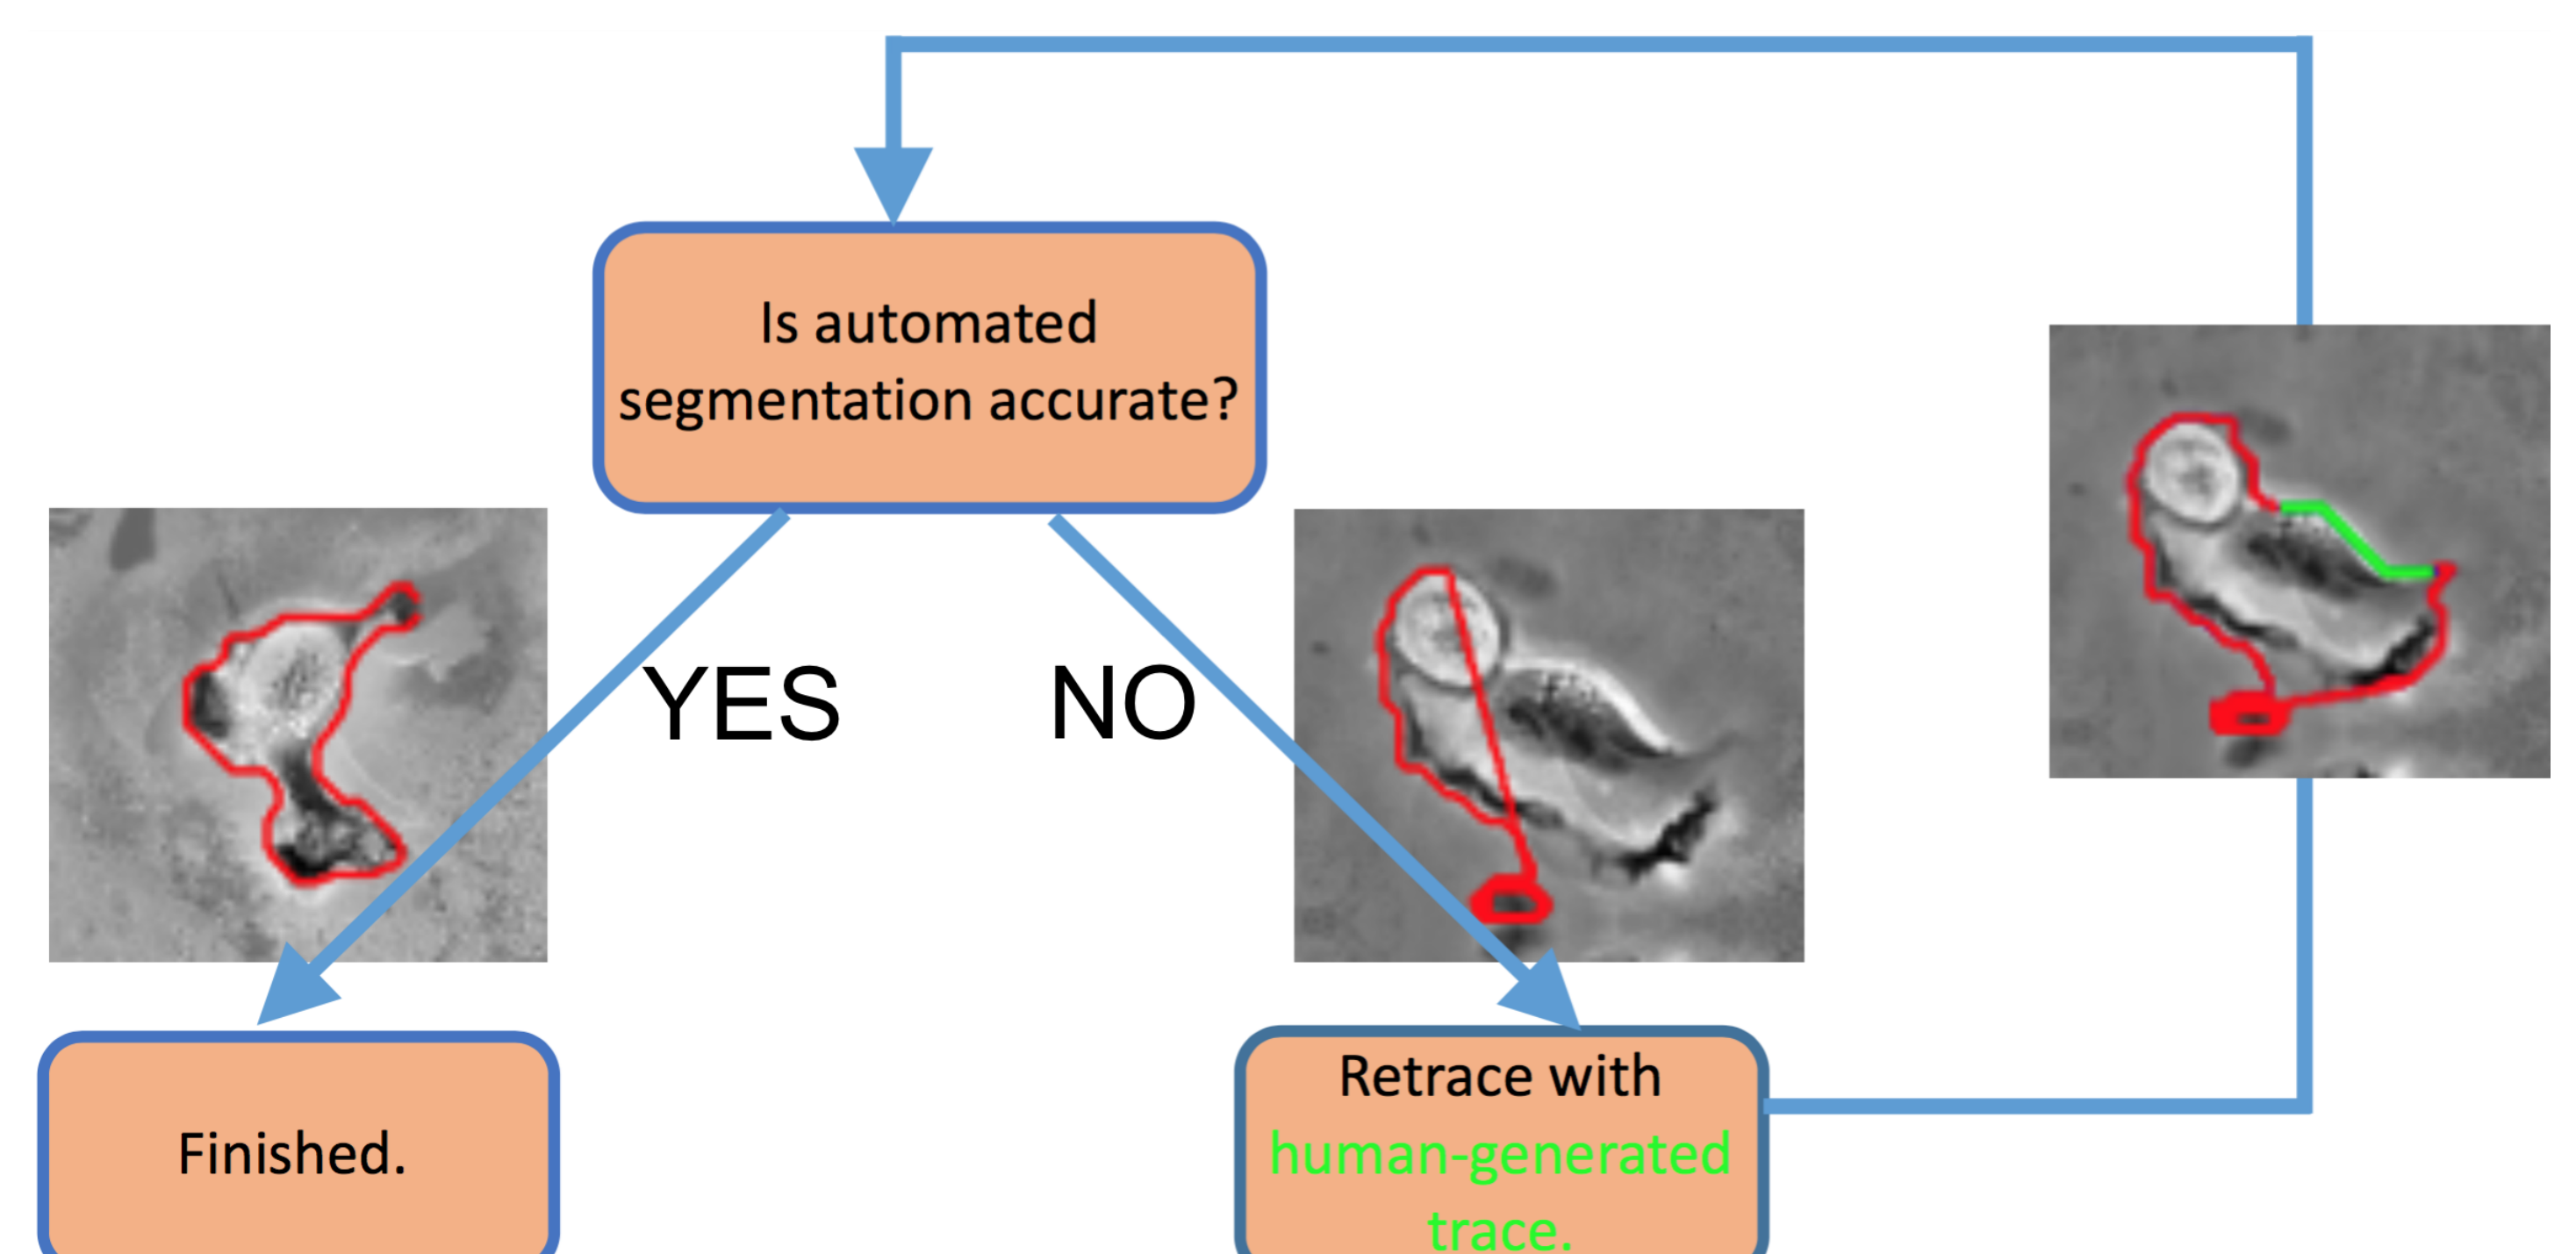 Is automated
segmentation accurate?
YES
NO
Finished.
Retrace with
human-generated
trace.